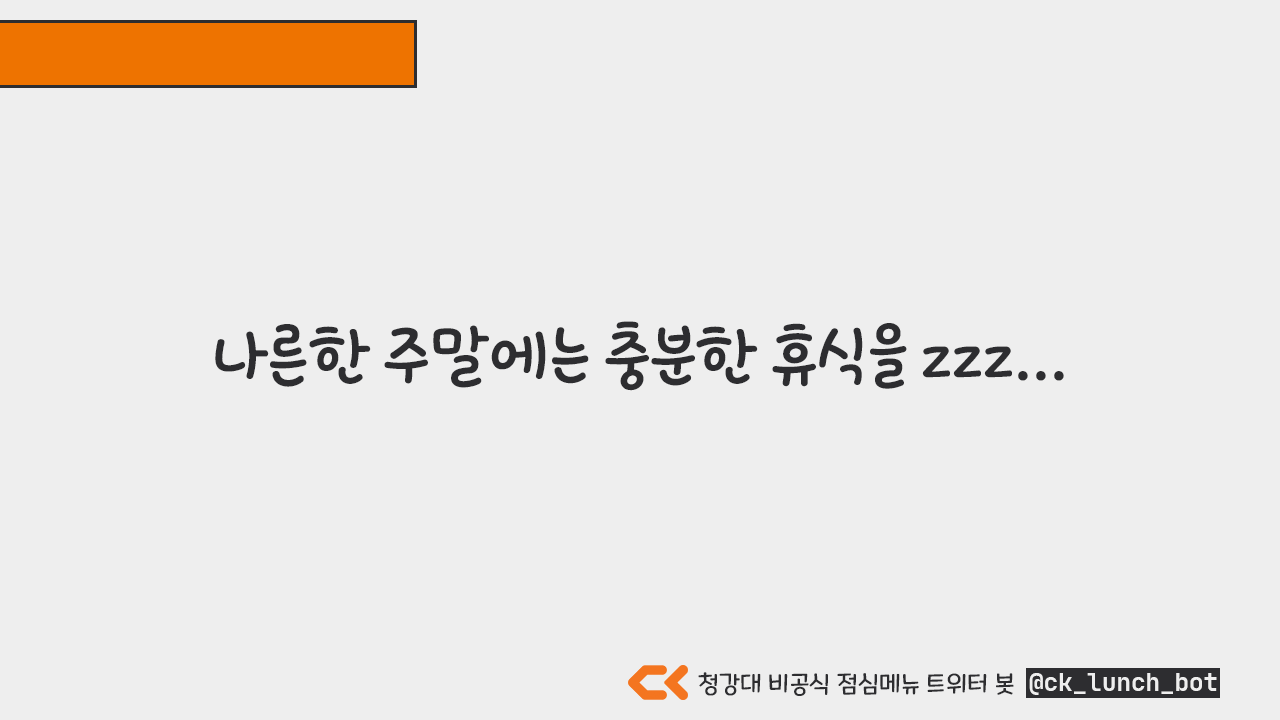 나른한 주말에는 충분한 휴식을 zzz...
청강대 비공식 점심메뉴 트위터 봇 @ck_lunch_bot